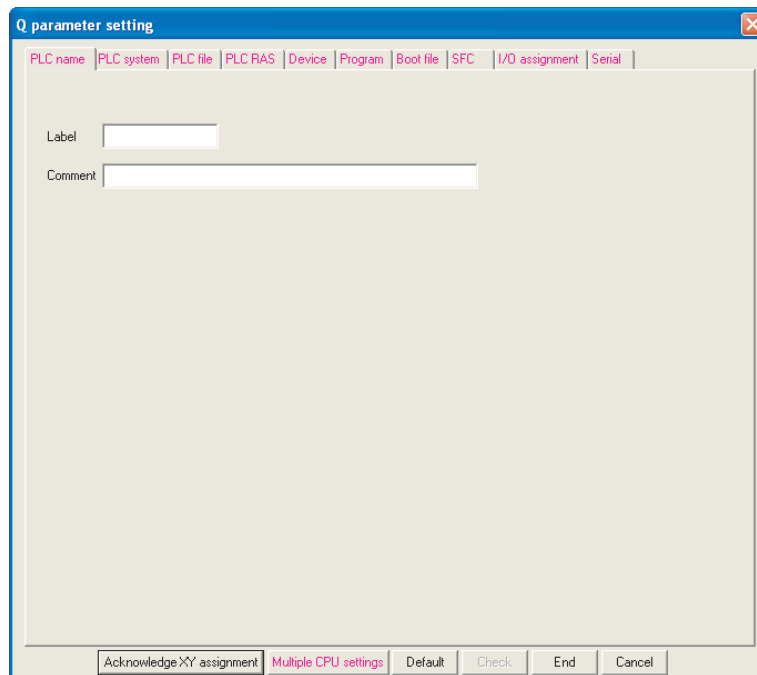 Q parameter setting
PLC name PLC system PLC file PLC RAS Device Program Boot file SFC I/O assignment Serial
Label
Comment
Acknowledge XY assignment Multiple CPU settings Default Check End Cancel